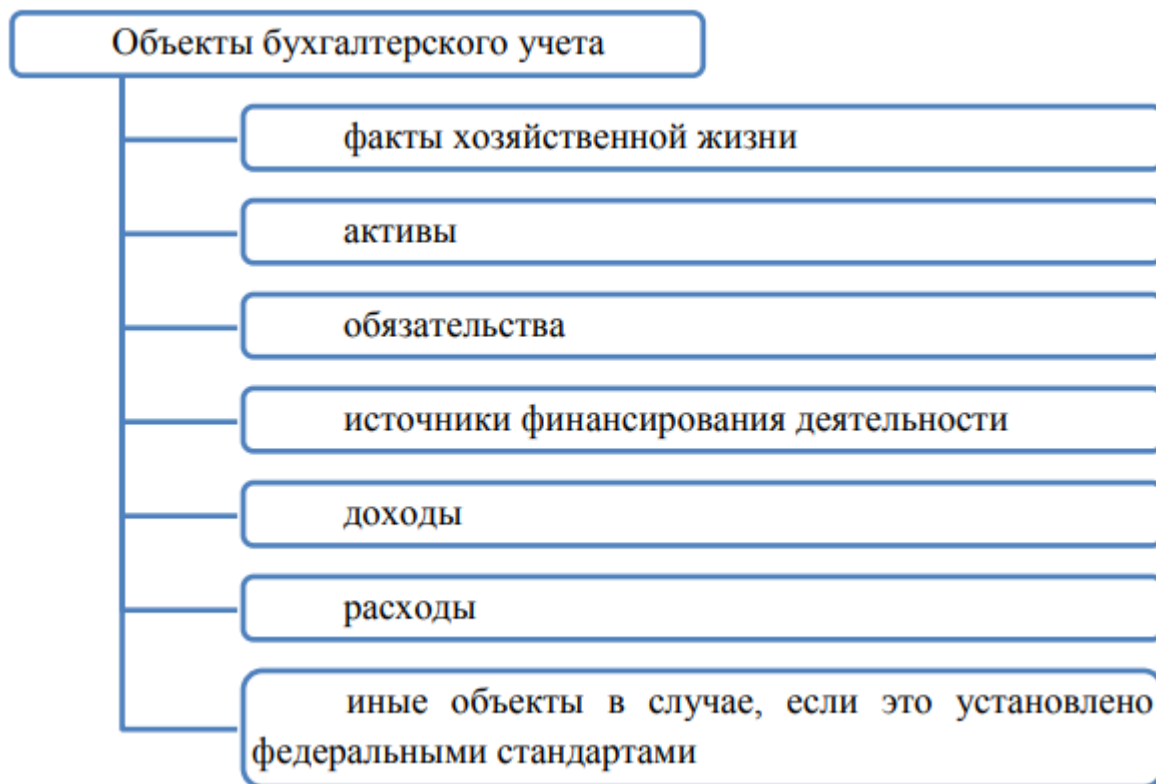 Объекты бухгалтерского учета
факты хозяйственной жизни
активы
обязательства
источники финансирования деятельности
доходы
расходы
иные объекты в случае, если это установлено
федеральными стандартами